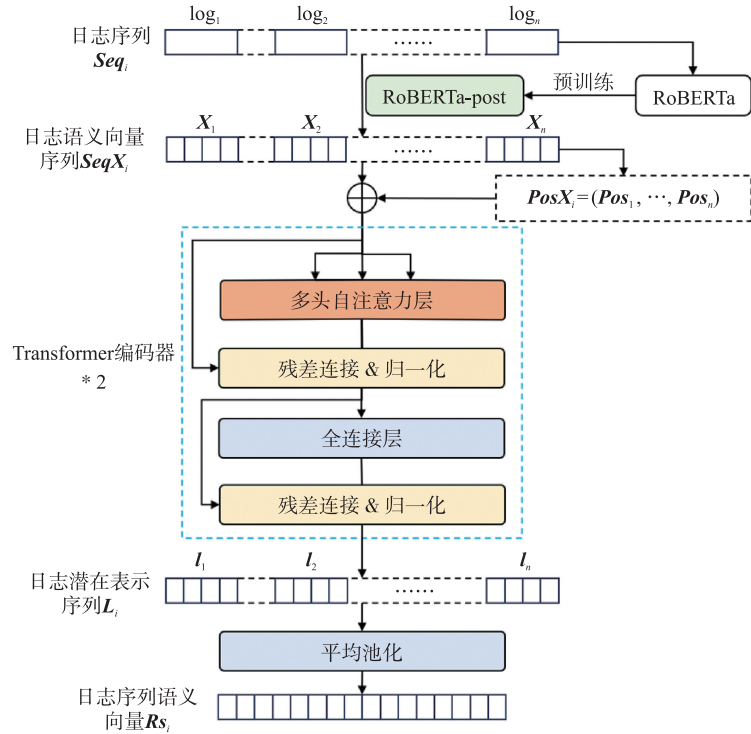 log₁ log₂ …… logₙ
日志序列
Seqᵢ
预训练
RoBERTa-post
RoBERTa
X₁ X₂ Xₙ
日志语义向量
序列SeqXᵢ
……
PosXᵢ=(Pos₁, …, Posₙ)
多头自注意力层
Transformer编码器
* 2
残差连接 & 归一化
全连接层
残差连接 & 归一化
l₁ l₂ lₙ
日志潜在表示
序列Lᵢ
……
平均池化
日志序列语义
向量Rsᵢ